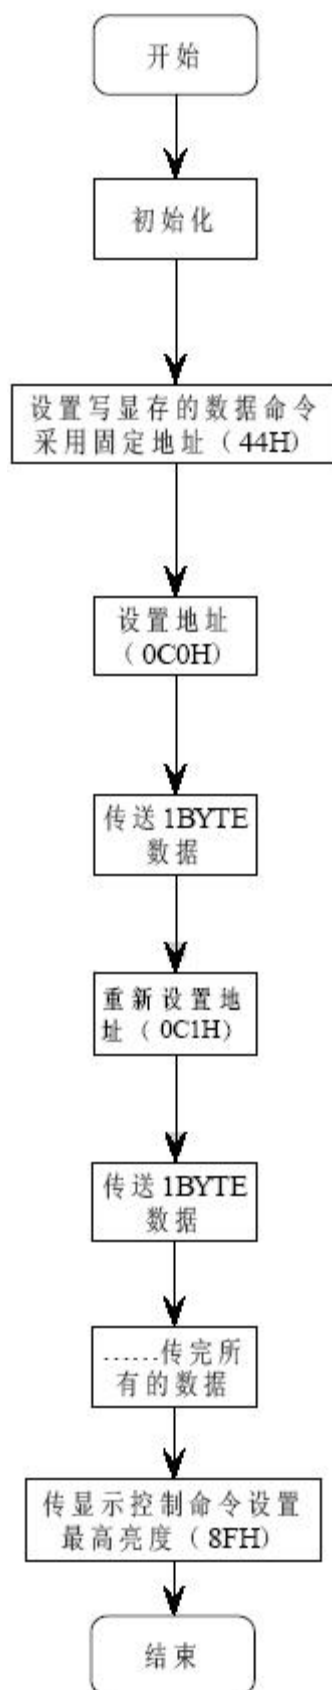 开始
初始化
设置写显存的数据命令
采用固定地址（44H）
设置地址
（0C0H）
传送1BYTE
数据
重新设置地
址（0C1H）
传送1BYTE
数据
……传完所
有的数据
传显示控制命令设置
最高亮度（8FH）
结束